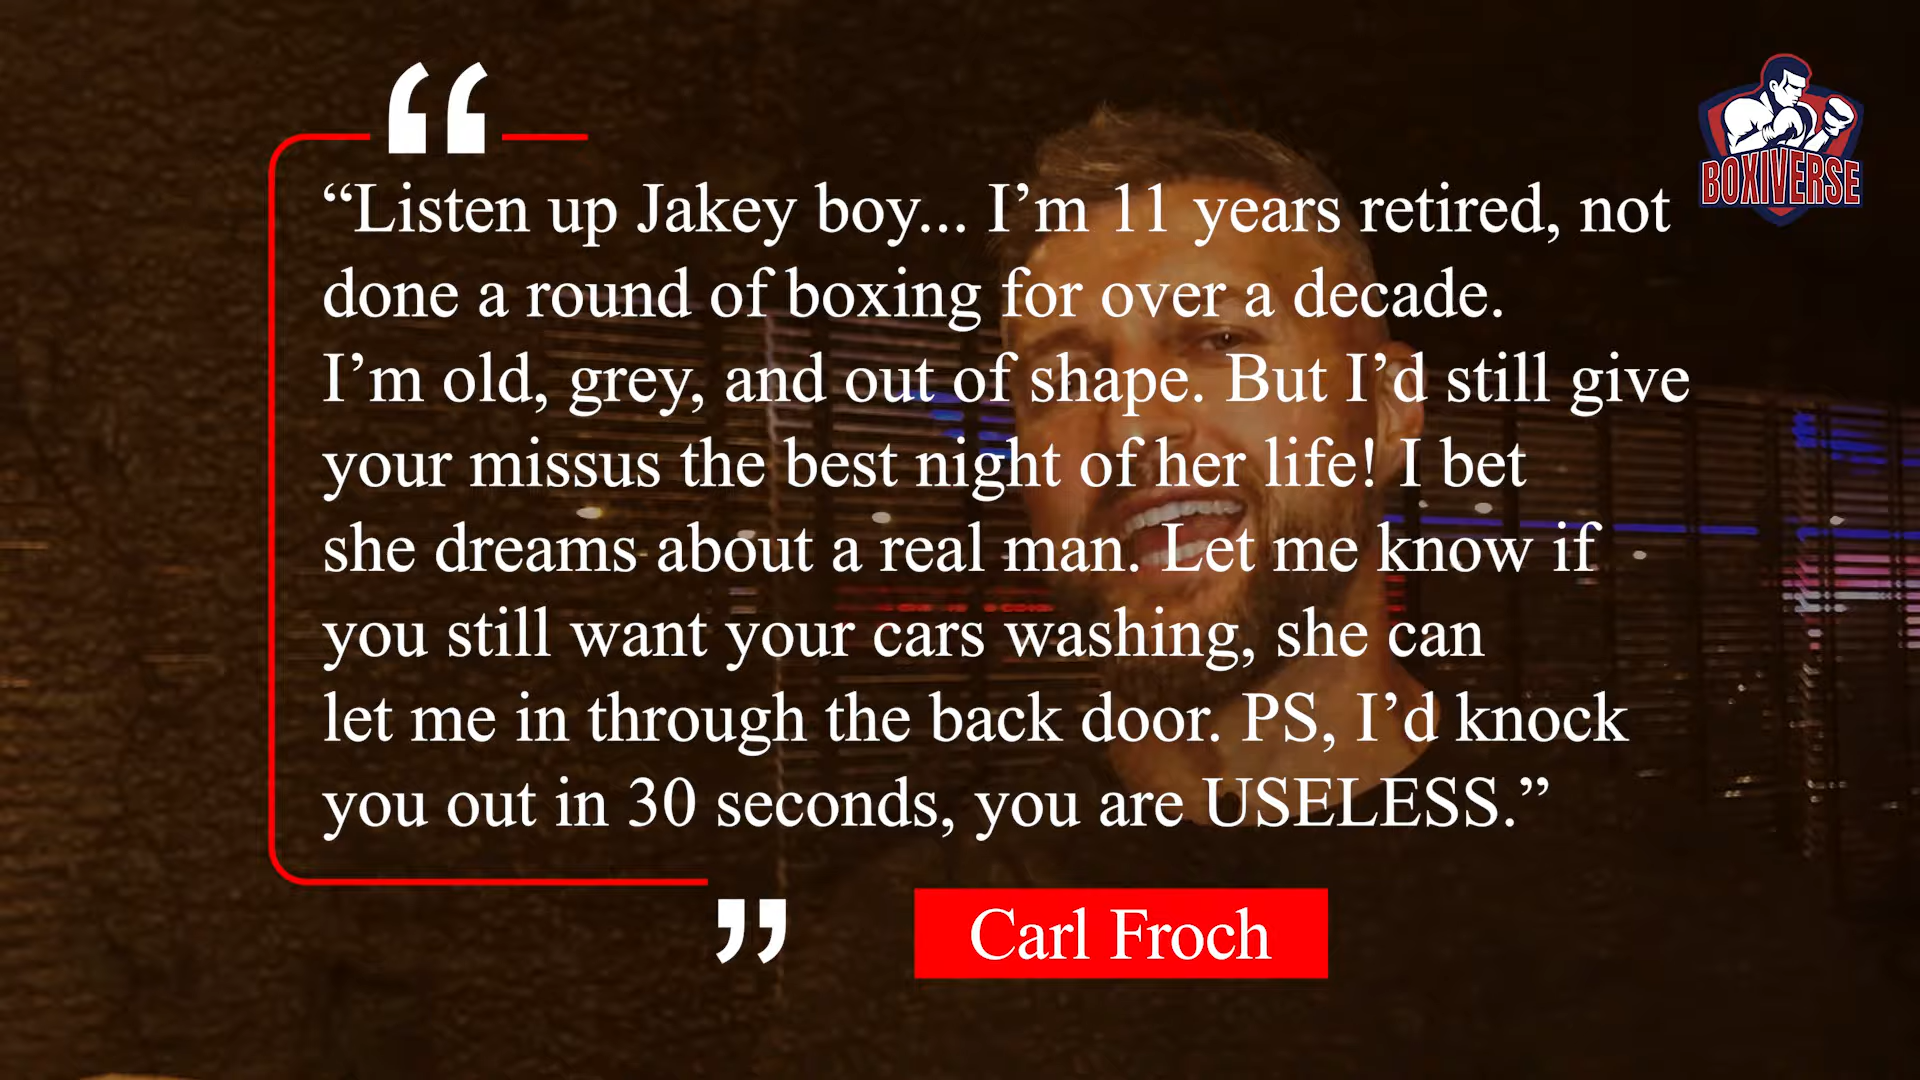 BOXIVERSE
“Listen up Jakey boy... I’m 11 years retired, not
done a round of boxing for over a decade.
I’m old, grey, and out of shape. But I’d still give
your missus the best night of her life! I bet
she dreams about a real man. Let me know if
you still want your cars washing, she can
let me in through the back door. PS, I’d knock
you out in 30 seconds, you are USELESS.”
Carl Froch